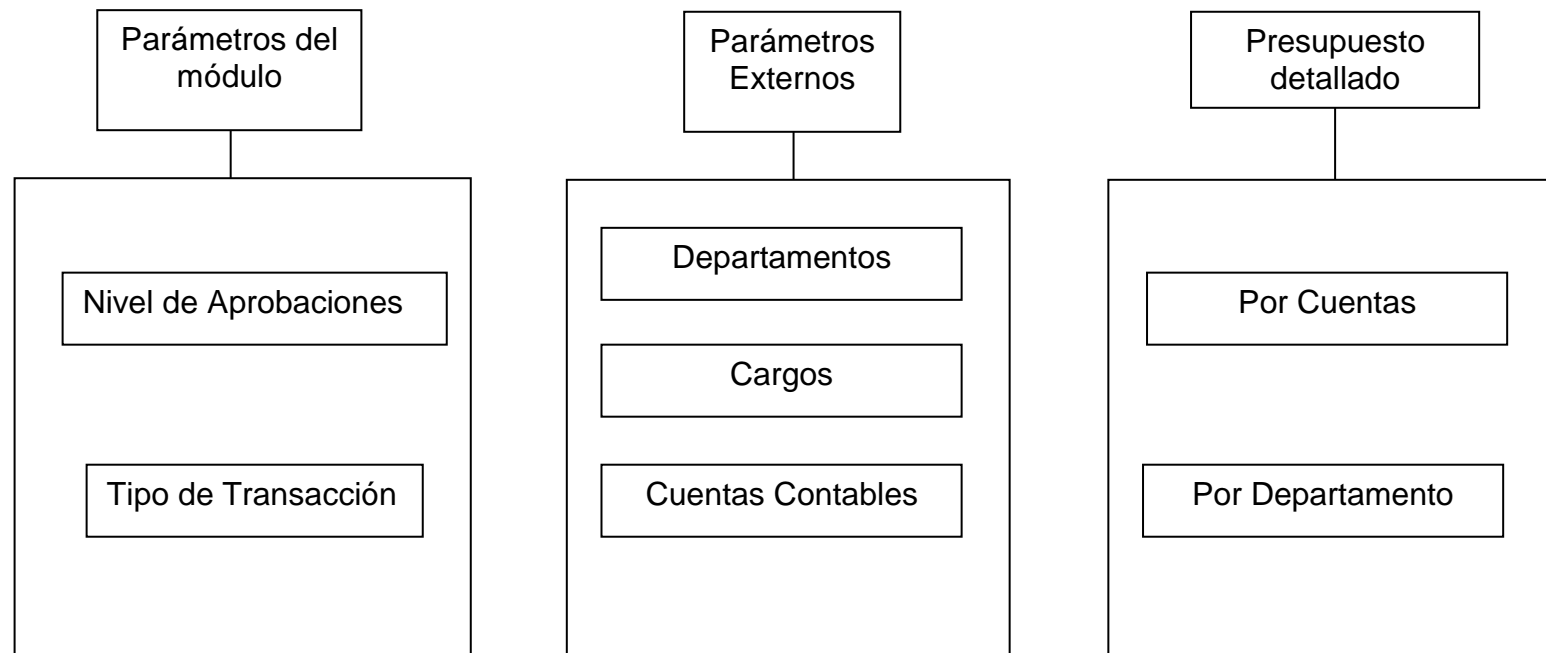 Parámetros del
módulo
Nivel de Aprobaciones
Tipo de Transacción
Parámetros
Externos
Departamentos
Cargos
Cuentas Contables
Presupuesto
detallado
Por Cuentas
Por Departamento